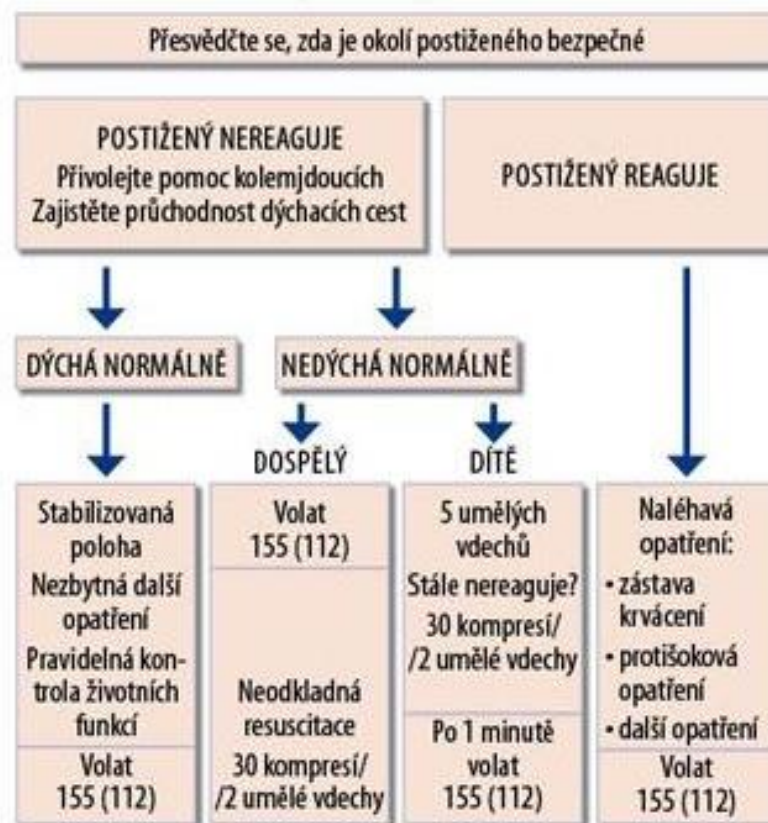 Přesvědčte se, zda je okolí postiženého bezpečné
POSTIŽENÝ NEREAGUJE
Přivolejte pomoc kolemjdoucích
Zajistěte průchodnost dýchacích cest
POSTIŽENÝ REAGUJE
DÝCHÁ NORMÁLNĚ
NEDÝCHÁ NORMÁLNĚ
DOSPĚLÝ
DÍTĚ
Stabilizovaná
poloha
Nezbytná další
opatření
Pravidelná kon-
trola životních
funkcí
Volat
155 (112)
Volat
155 (112)
Neodkladná
resuscitace
30 kompresí/
/2 umělé vdechy
5 umělých
vdechů
Stále nereaguje?
30 kompresí/
/2 umělé vdechy
Po 1 minutě
volat
155 (112)
Naléhavá
opatření:
• zástava
krvácení
• protišoková
opatření
• další opatření
Volat
155 (112)